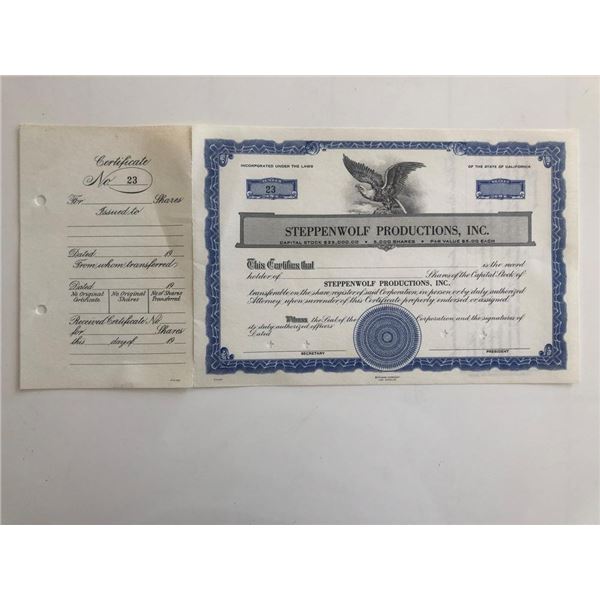 Certificate
No 23
For Shares
Issued to
Dated 19
From whom transferred
Dated 19
No Original Certificate
No Original Shares
No of Shares Transferred
Received Certificate No
for Shares
this day of 19
INCORPORATED UNDER THE LAWS OF THE STATE OF CALIFORNIA
NUMBER SHARES
23
STEPPENWOLF PRODUCTIONS, INC.
CAPITAL STOCK $25,000.00 • 5,000 SHARES • PAR VALUE $5.00 EACH
This Certifies that is the record
holder of Shares of the Capital Stock of
STEPPENWOLF PRODUCTIONS, INC.
transferable on the share register of said Corporation, in person or by duly authorized
Attorney, upon surrender of this Certificate properly endorsed or assigned.
Witness, the Seal of the Corporation and the signatures of
its duly authorized officers
Dated
SECRETARY PRESIDENT